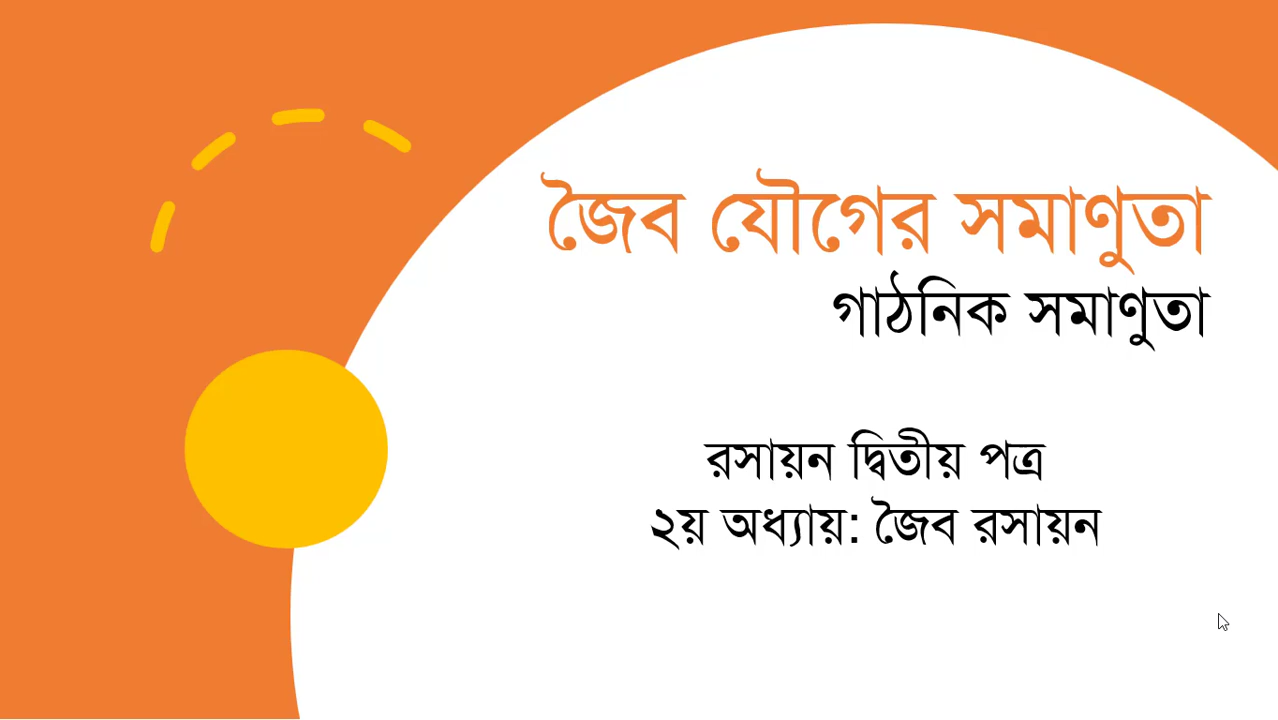 জৈব যৌগের সমাণুতা
গাঠনিক সমাণুতা
রসায়ন দ্বিতীয় পত্র
২য় অধ্যায়: জৈব রসায়ন